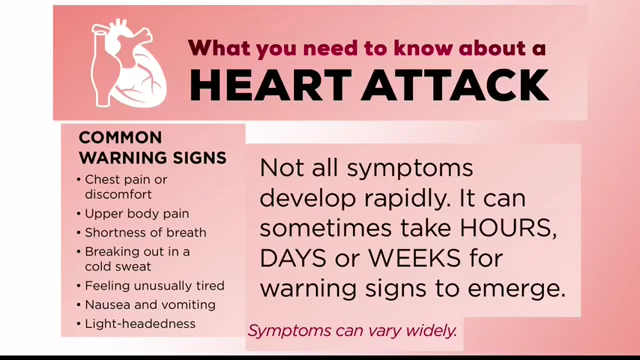 What you need to know about a
HEART ATTACK
COMMON
WARNING SIGNS
• Chest pain or
discomfort
• Upper body pain
• Shortness of breath
• Breaking out in a
cold sweat
• Feeling unusually tired
• Nausea and vomiting
• Light-headedness
Not all symptoms
develop rapidly. It can
sometimes take HOURS,
DAYS or WEEKS for
warning signs to emerge.
Symptoms can vary widely.